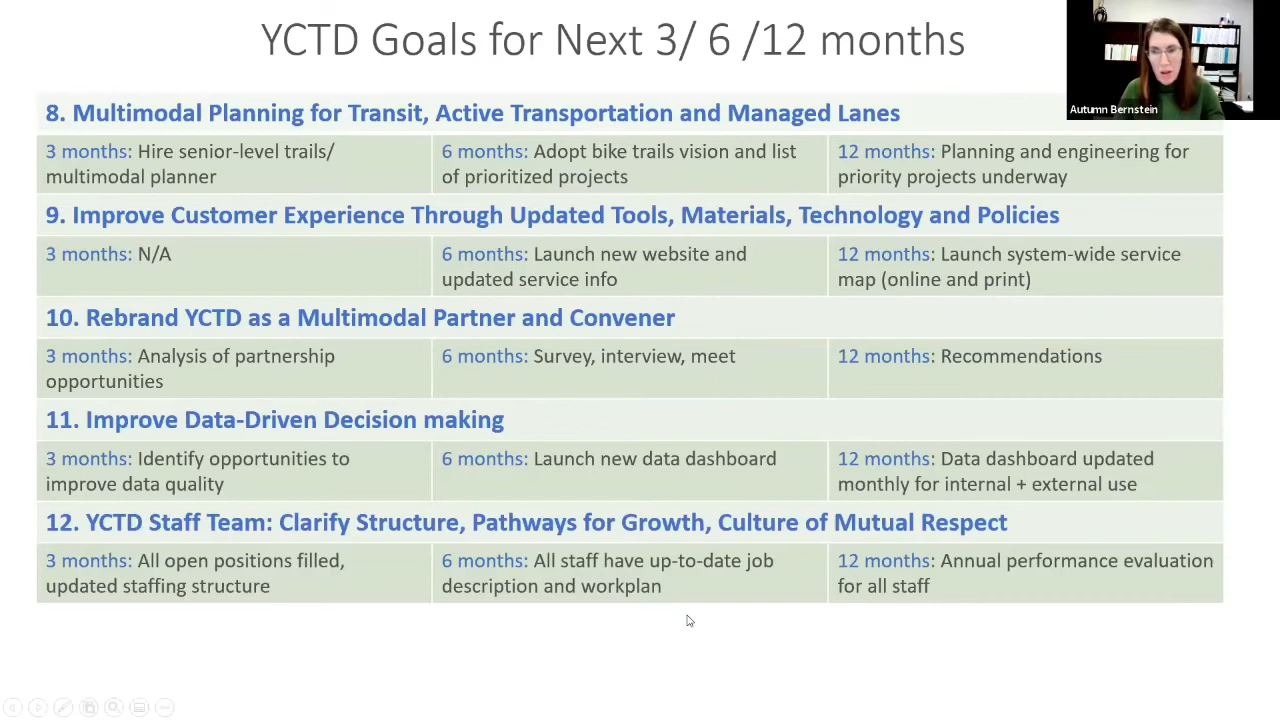 YCTD Goals for Next 3/ 6 /12 months
Autumn Bernstein
8. Multimodal Planning for Transit, Active Transportation and Managed Lanes
3 months: Hire senior-level trails/
multimodal planner
6 months: Adopt bike trails vision and list
of prioritized projects
12 months: Planning and engineering for
priority projects underway
9. Improve Customer Experience Through Updated Tools, Materials, Technology and Policies
3 months: N/A
6 months: Launch new website and
updated service info
12 months: Launch system-wide service
map (online and print)
10. Rebrand YCTD as a Multimodal Partner and Convener
3 months: Analysis of partnership
opportunities
6 months: Survey, interview, meet
12 months: Recommendations
11. Improve Data-Driven Decision making
3 months: Identify opportunities to
improve data quality
6 months: Launch new data dashboard
12 months: Data dashboard updated
monthly for internal + external use
12. YCTD Staff Team: Clarify Structure, Pathways for Growth, Culture of Mutual Respect
3 months: All open positions filled,
updated staffing structure
6 months: All staff have up-to-date job
description and workplan
12 months: Annual performance evaluation
for all staff